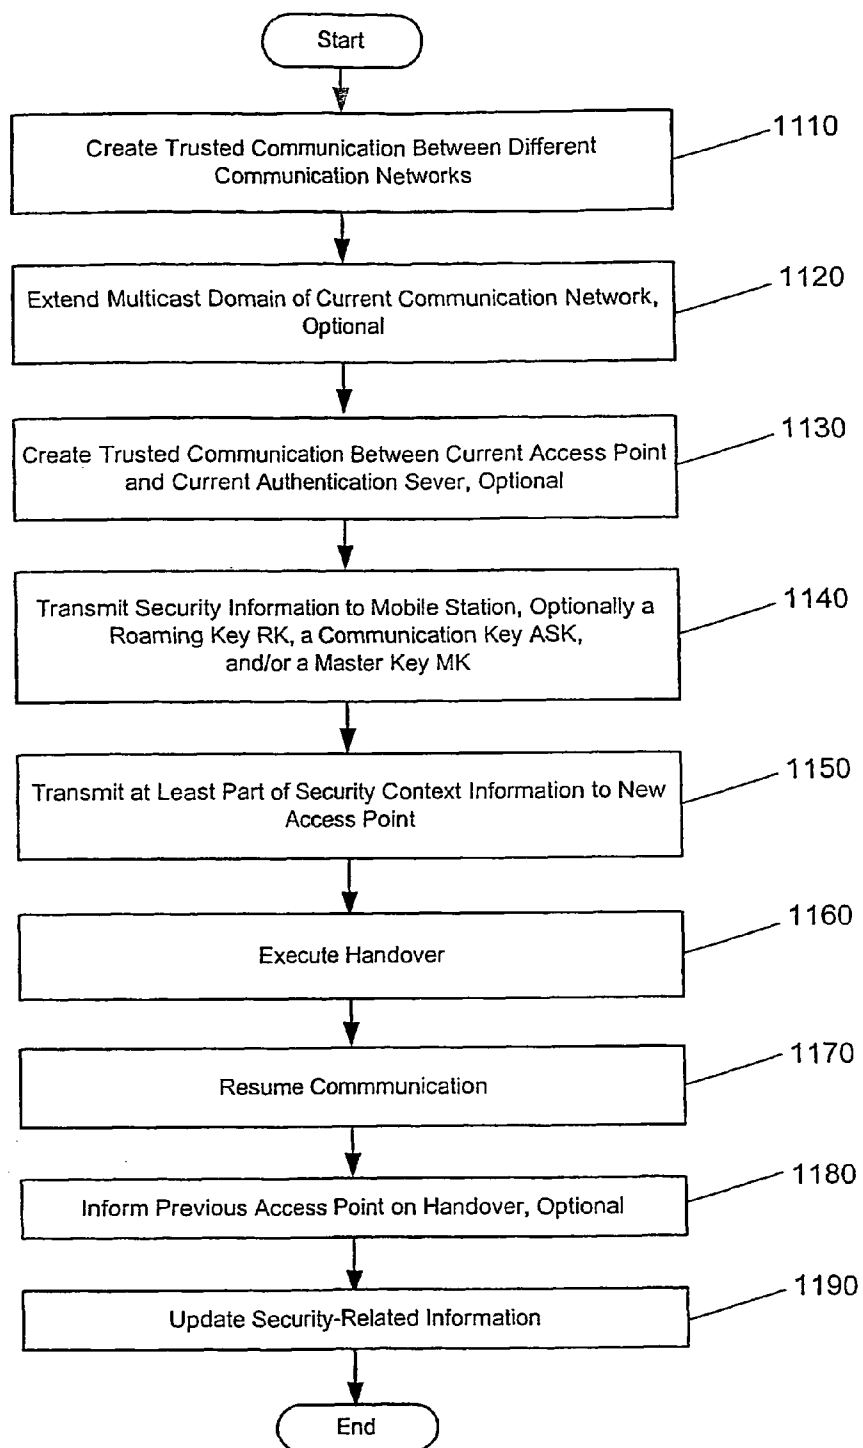 Start
Create Trusted Communication Between Different
Communication Networks
1110
Extend Multicast Domain of Current Communication Network,
Optional
1120
Create Trusted Communication Between Current Access Point
and Current Authentication Sever, Optional
1130
Transmit Security Information to Mobile Station, Optionally a
Roaming Key RK, a Communication Key ASK,
and/or a Master Key MK
1140
Transmit at Least Part of Security Context Information to New
Access Point
1150
Execute Handover
1160
Resume Commmunication
1170
Inform Previous Access Point on Handover, Optional
1180
Update Security-Related Information
1190
End